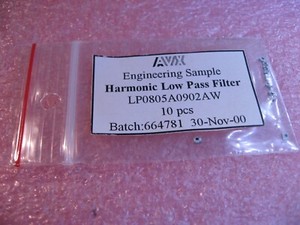 AVX
Engineering Sample
Harmonic Low Pass Filter
LP0805A0902AW
10 pcs
Batch:664781 30-Nov-00